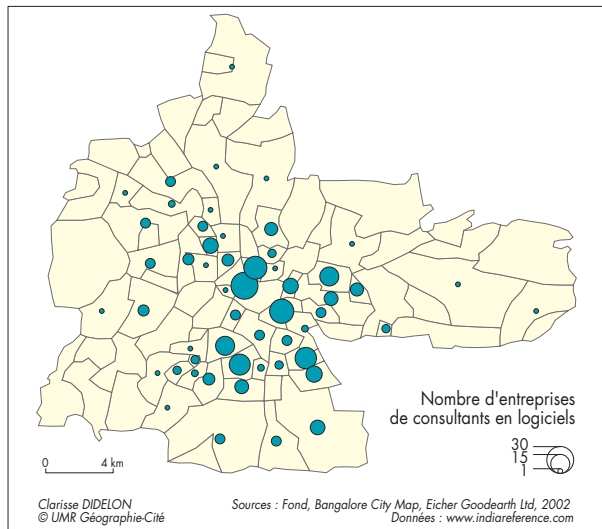 Nombre d'entreprises
de consultants en logiciels
30
15
1
0 4 km
Clarisse DIDELON
© UMR Géographie-Cité
Sources : Fond, Bangalore City Map, Eicher Goodearth Ltd, 2002
Données : www.indiareference.com